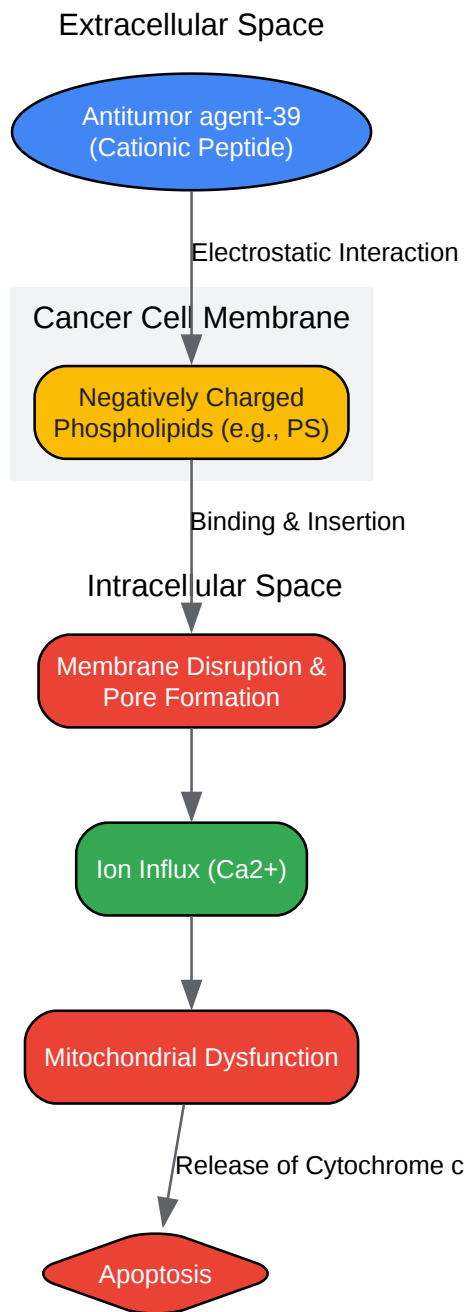 Extracellular Space
Antitumor agent-39
(Cationic Peptide)
Electrostatic Interaction
Cancer Cell Membrane
Negatively Charged
Phospholipids (e.g., PS)
Binding & Insertion
Intracellular Space
Membrane Disruption &
Pore Formation
Ion Influx (Ca2+)
Mitochondrial Dysfunction
Release of Cytochrome c
Apoptosis